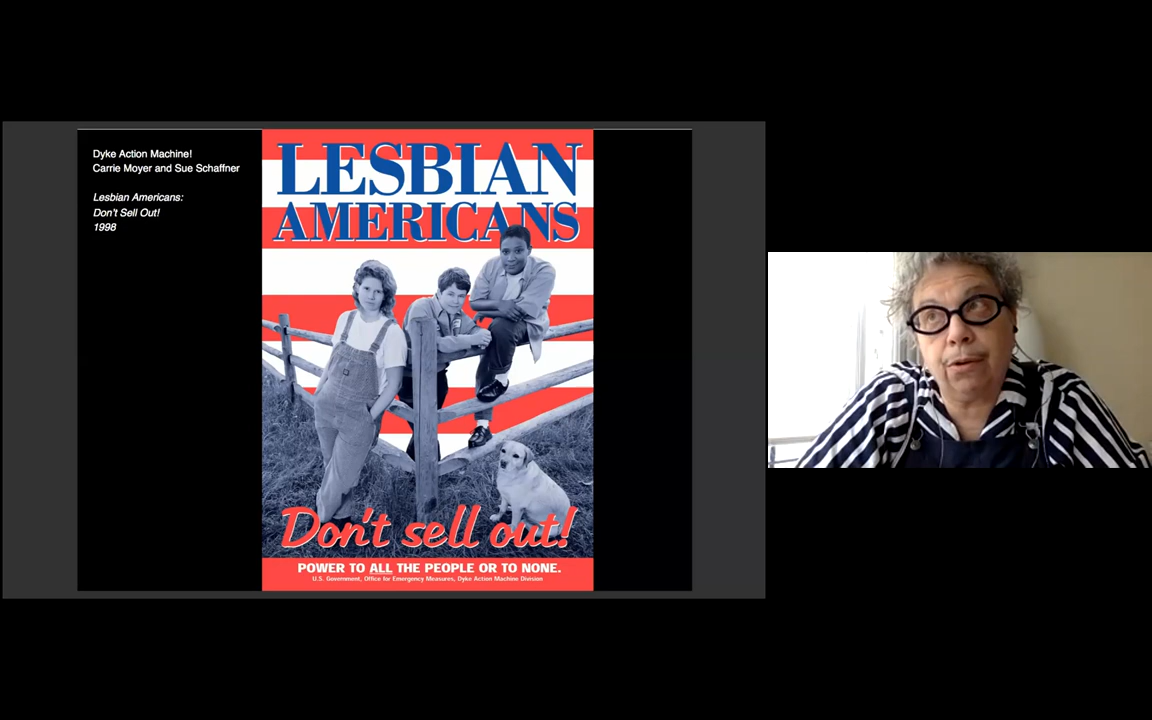 Dyke Action Machine!
Carrie Moyer and Sue Schaffner
Lesbian Americans:
Don't Sell Out!
1998
LESBIAN
AMERICANS
Don't sell out!
POWER TO ALL THE PEOPLE OR TO NONE.
U.S. Government, Office for Emergency Measures, Dyke Action Machine Division